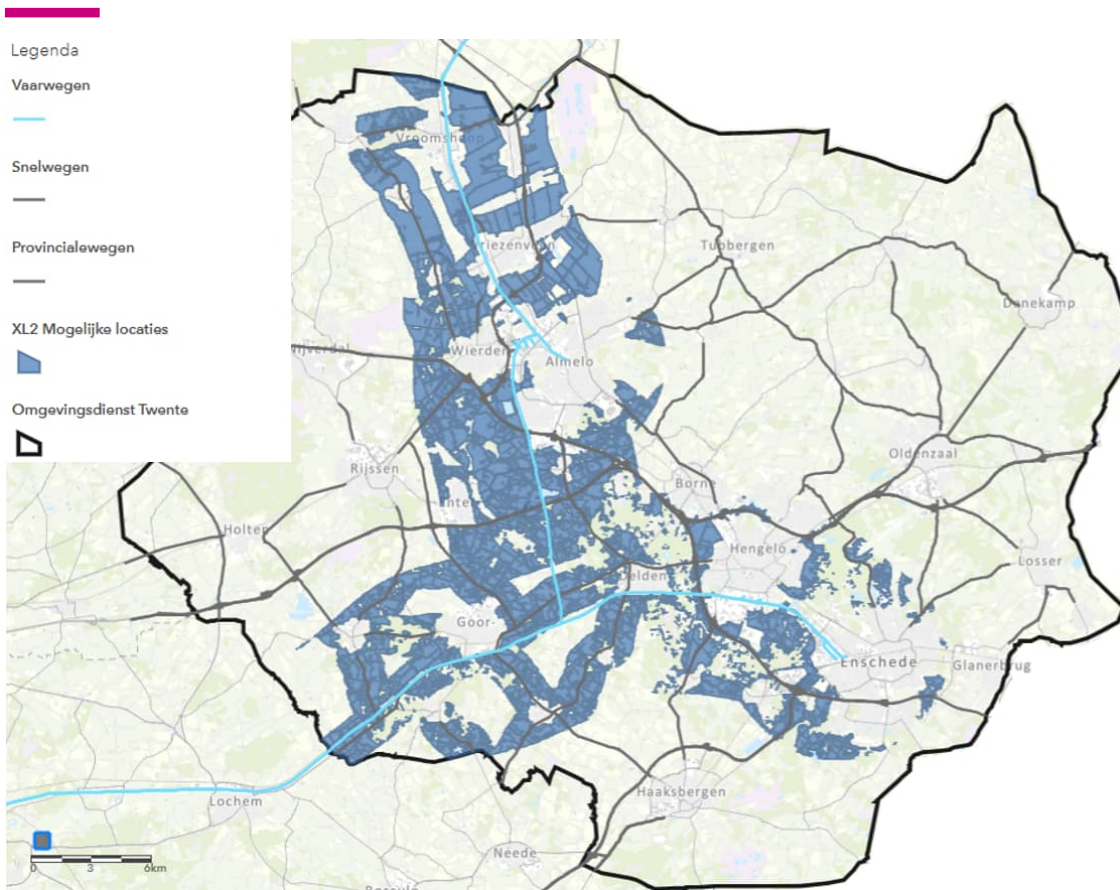 Legenda
Vaarwegen
Snelwegen
Provincialewegen
XL2 Mogelijke locaties
Omgevingsdienst Twente
Vroomshoop
Tubbergen
Denekamp
Wierden
Almelo
Rijssen
Oldenzaal
Borne
Holten
Hengelo
Losser
Delden
Goor
Enschede
Glanerbrug
Lochem
Haaksbergen
Neede
0 3 6km